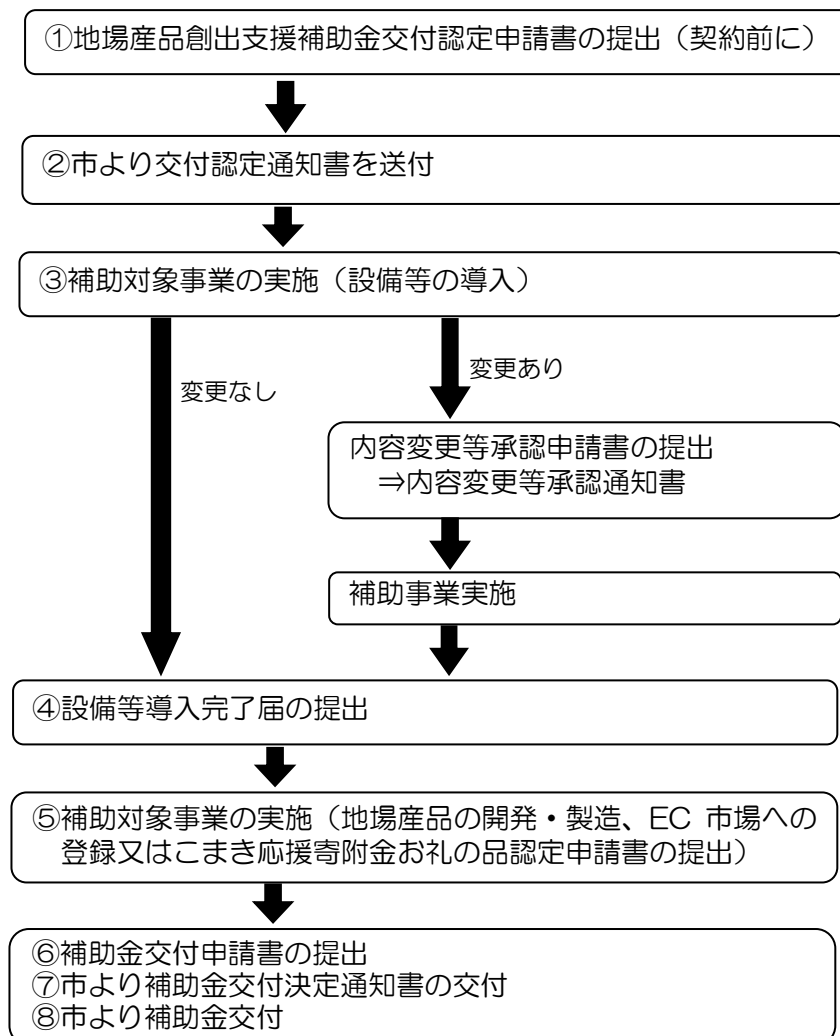 ①地場産品創出支援補助金交付認定申請書の提出（契約前に）
②市より交付認定通知書を送付
③補助対象事業の実施（設備等の導入）
変更なし
変更あり
内容変更等承認申請書の提出
⇒内容変更等承認通知書
補助事業実施
④設備等導入完了届の提出
⑤補助対象事業の実施（地場産品の開発・製造、EC 市場への
登録又はこまき応援寄附金お礼の品認定申請書の提出）
⑥補助金交付申請書の提出
⑦市より補助金交付決定通知書の交付
⑧市より補助金交付